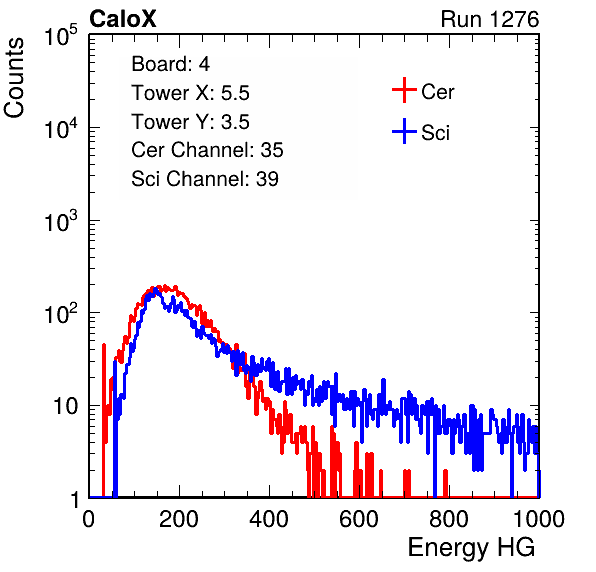 CaloX Run 1276
Counts
Board: 4
Tower X: 5.5
Tower Y: 3.5
Cer Channel: 35
Sci Channel: 39
Cer
Sci
10^5
10^4
10^3
10^2
10
1
0 200 400 600 800 1000
Energy HG